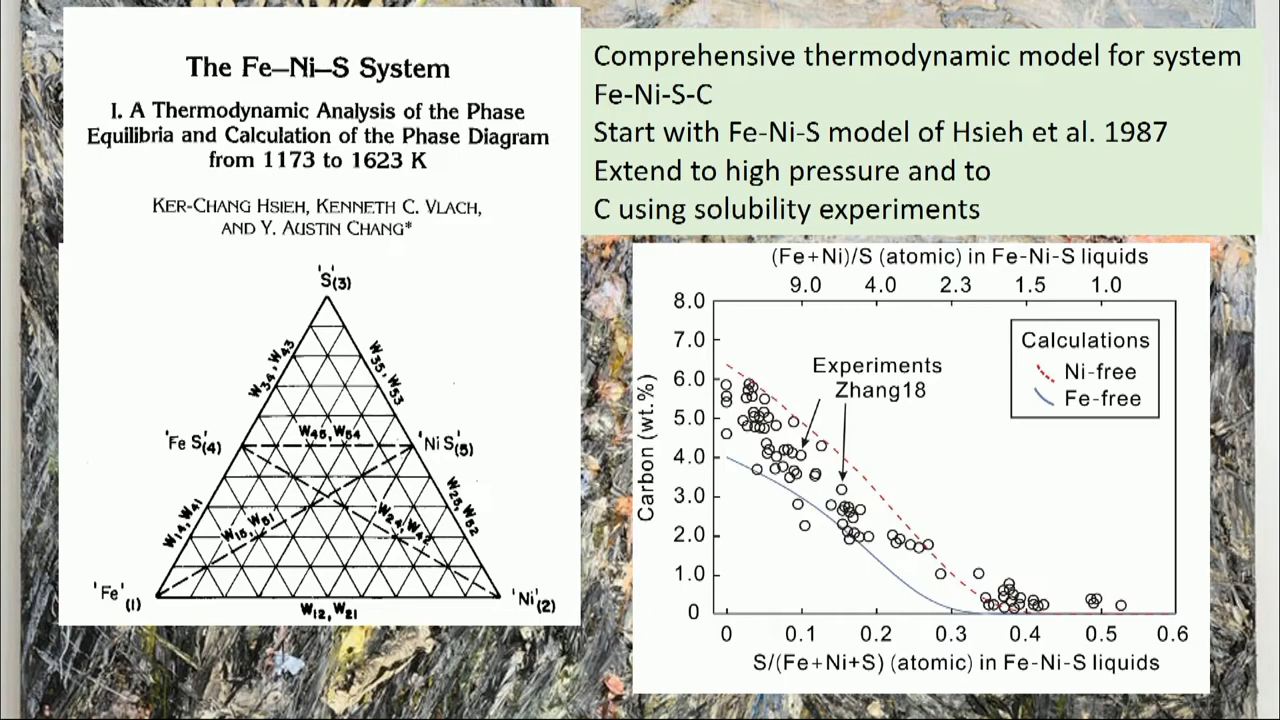 The Fe–Ni–S System
I. A Thermodynamic Analysis of the Phase
Equilibria and Calculation of the Phase Diagram
from 1173 to 1623 K
KER-CHANG HSIEH, KENNETH C. VLACH,
AND Y. AUSTIN CHANG*
'S'(3)
W34, W43
W35, W53
'Fe S'(4)
W45, W54
'Ni S'(5)
W14, W41
W15, W51
W24, W42
W25, W52
'Fe'(1)
W12, W21
'Ni'(2)
Comprehensive thermodynamic model for system
Fe-Ni-S-C
Start with Fe-Ni-S model of Hsieh et al. 1987
Extend to high pressure and to
C using solubility experiments
(Fe+Ni)/S (atomic) in Fe-Ni-S liquids
9.0 4.0 2.3 1.5 1.0
8.0
7.0
6.0
5.0
4.0
3.0
2.0
1.0
0
Carbon (wt.%)
Calculations
Ni-free
Fe-free
Experiments
Zhang18
0 0.1 0.2 0.3 0.4 0.5 0.6
S/(Fe+Ni+S) (atomic) in Fe-Ni-S liquids